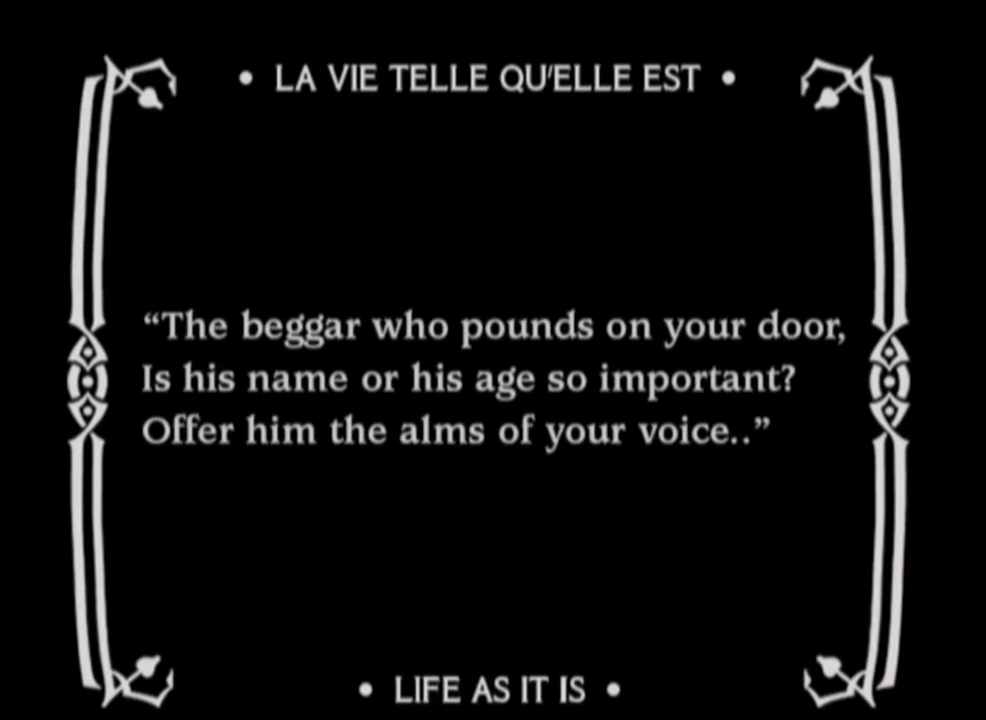 • LA VIE TELLE QU'ELLE EST •
“The beggar who pounds on your door,
Is his name or his age so important?
Offer him the alms of your voice..”
• LIFE AS IT IS •